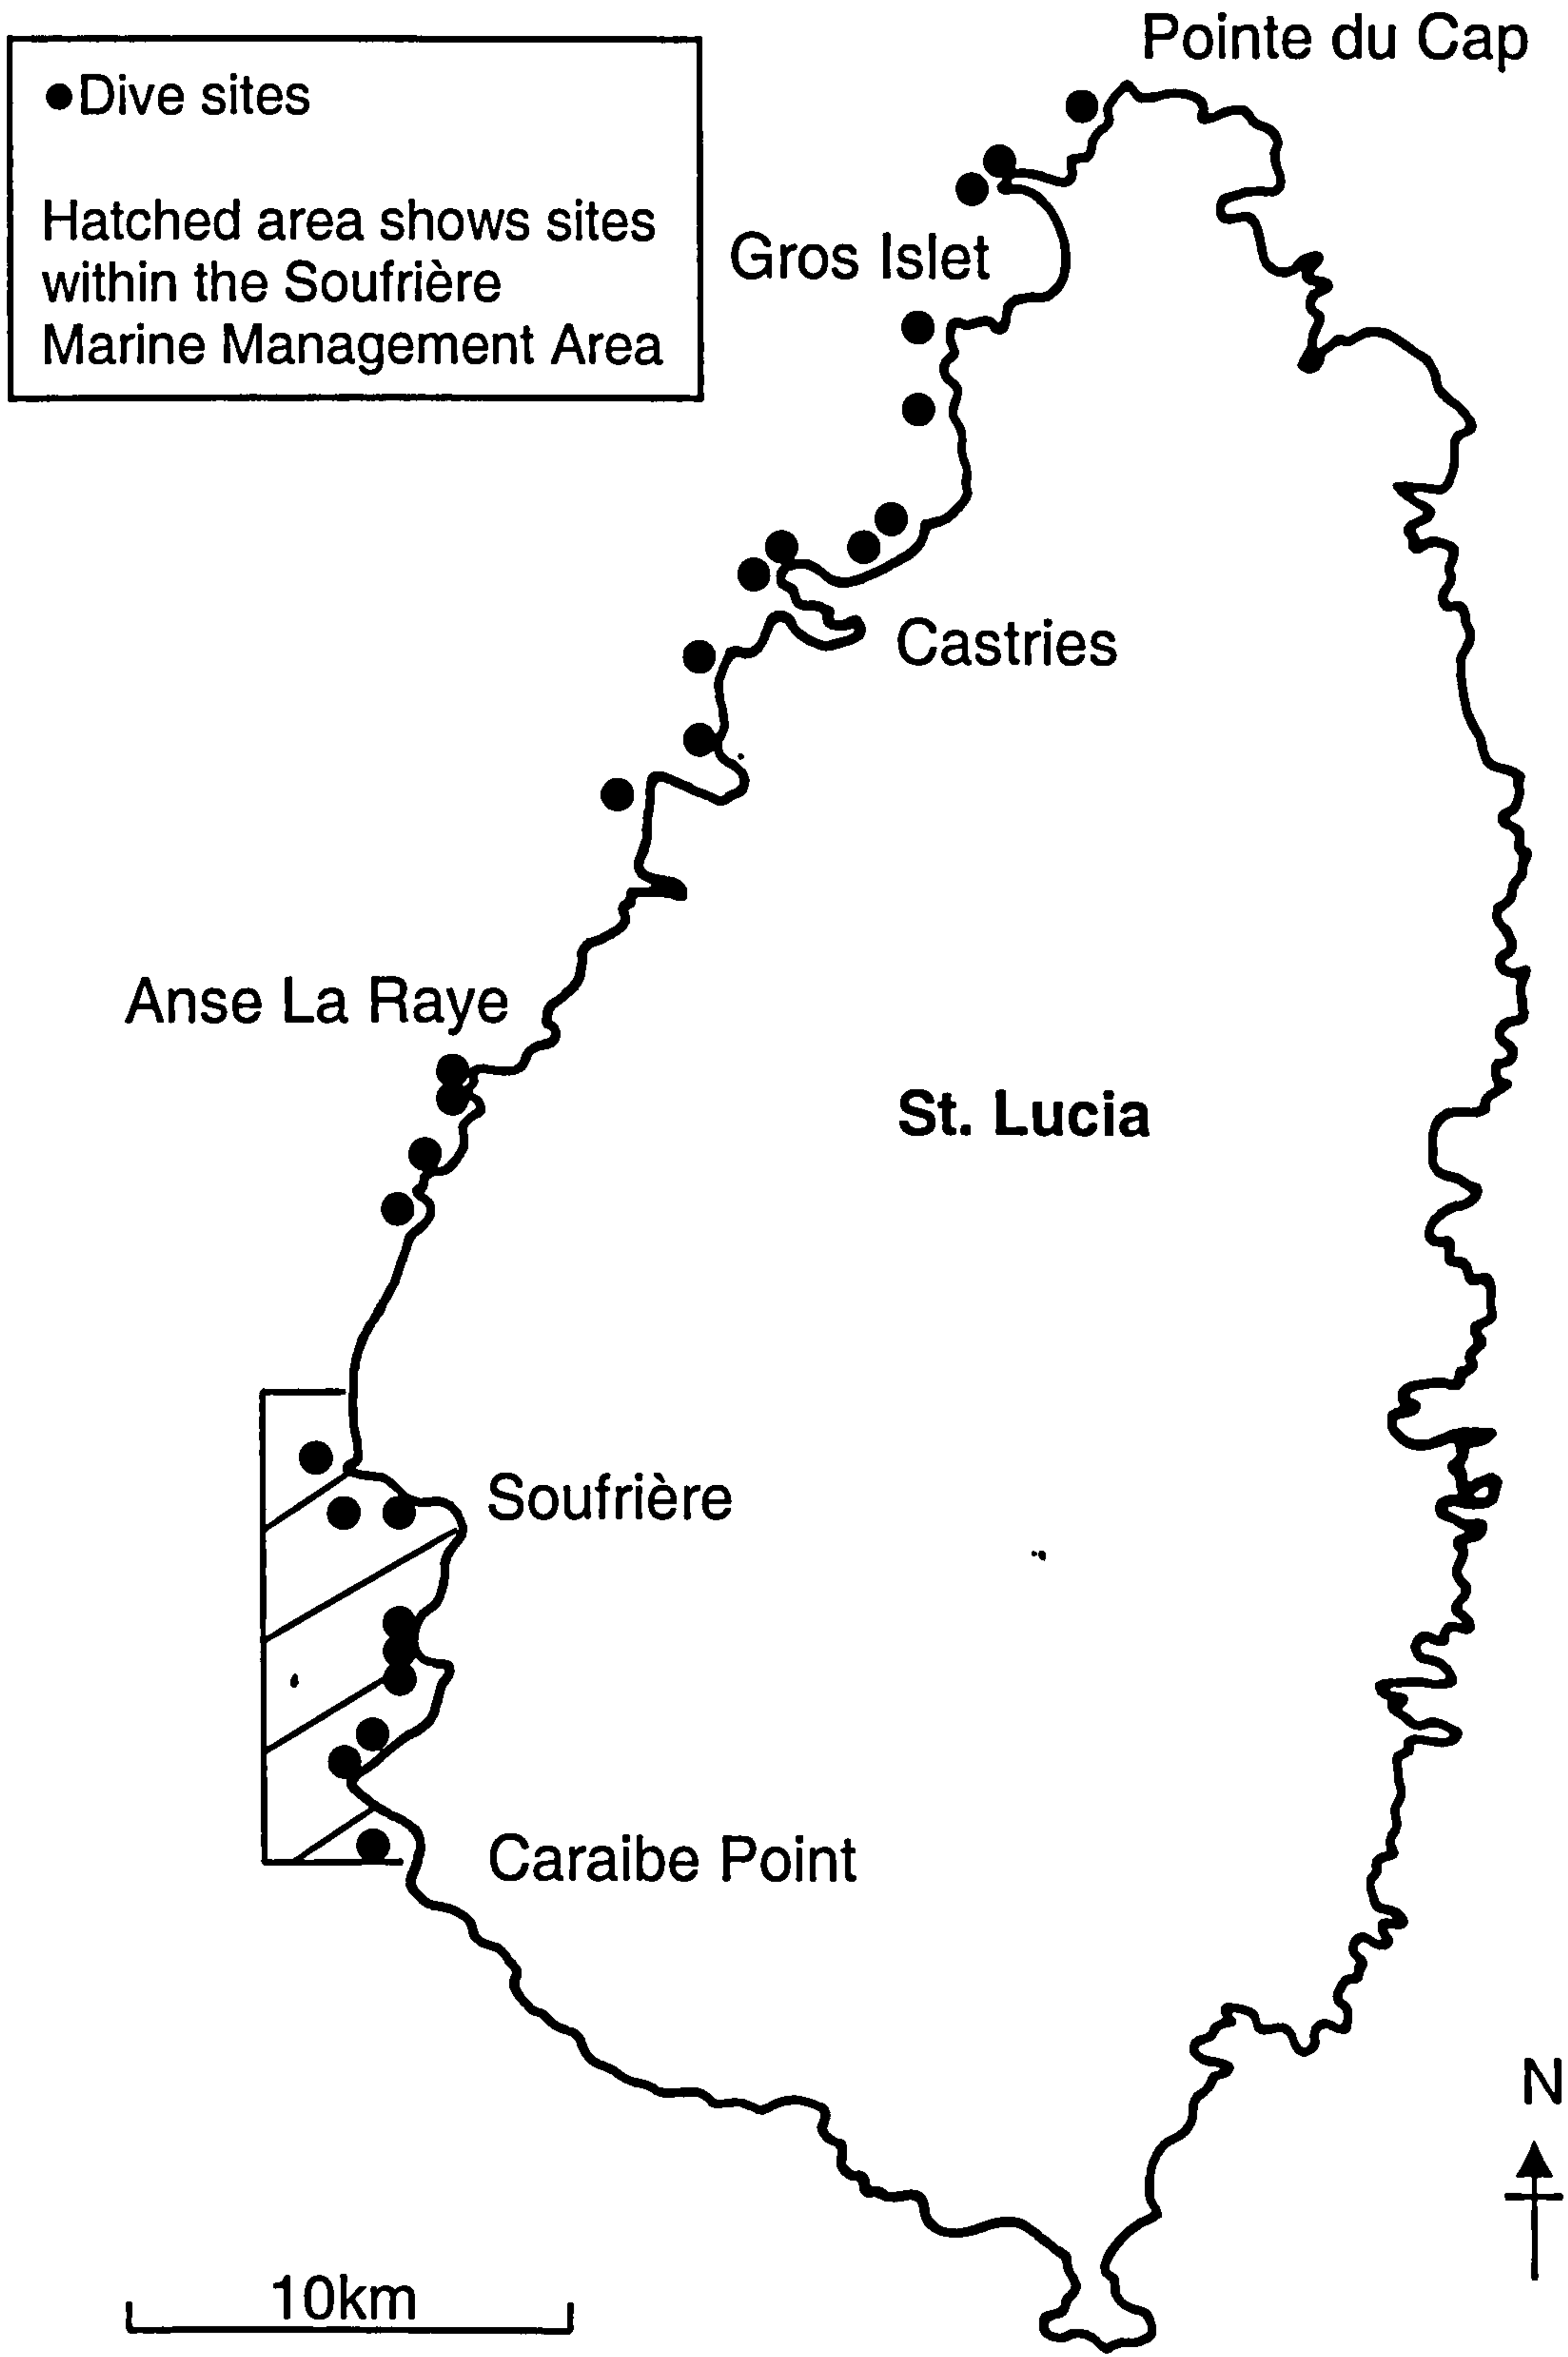 Pointe du Cap
Dive sites
Hatched area shows sites
within the Soufrière
Marine Management Area
Gros Islet
Castries
Anse La Raye
St. Lucia
Soufrière
Caraibe Point
N
10km